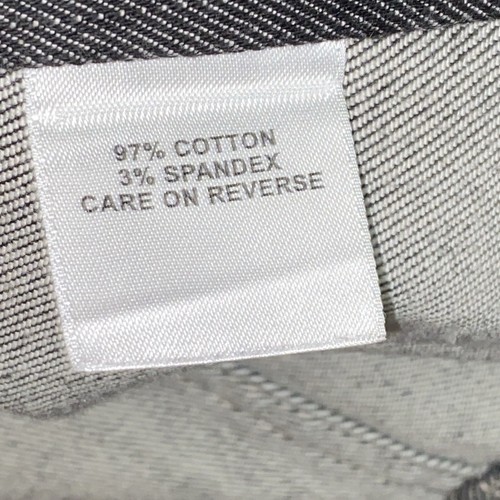 97% COTTON
3% SPANDEX
CARE ON REVERSE